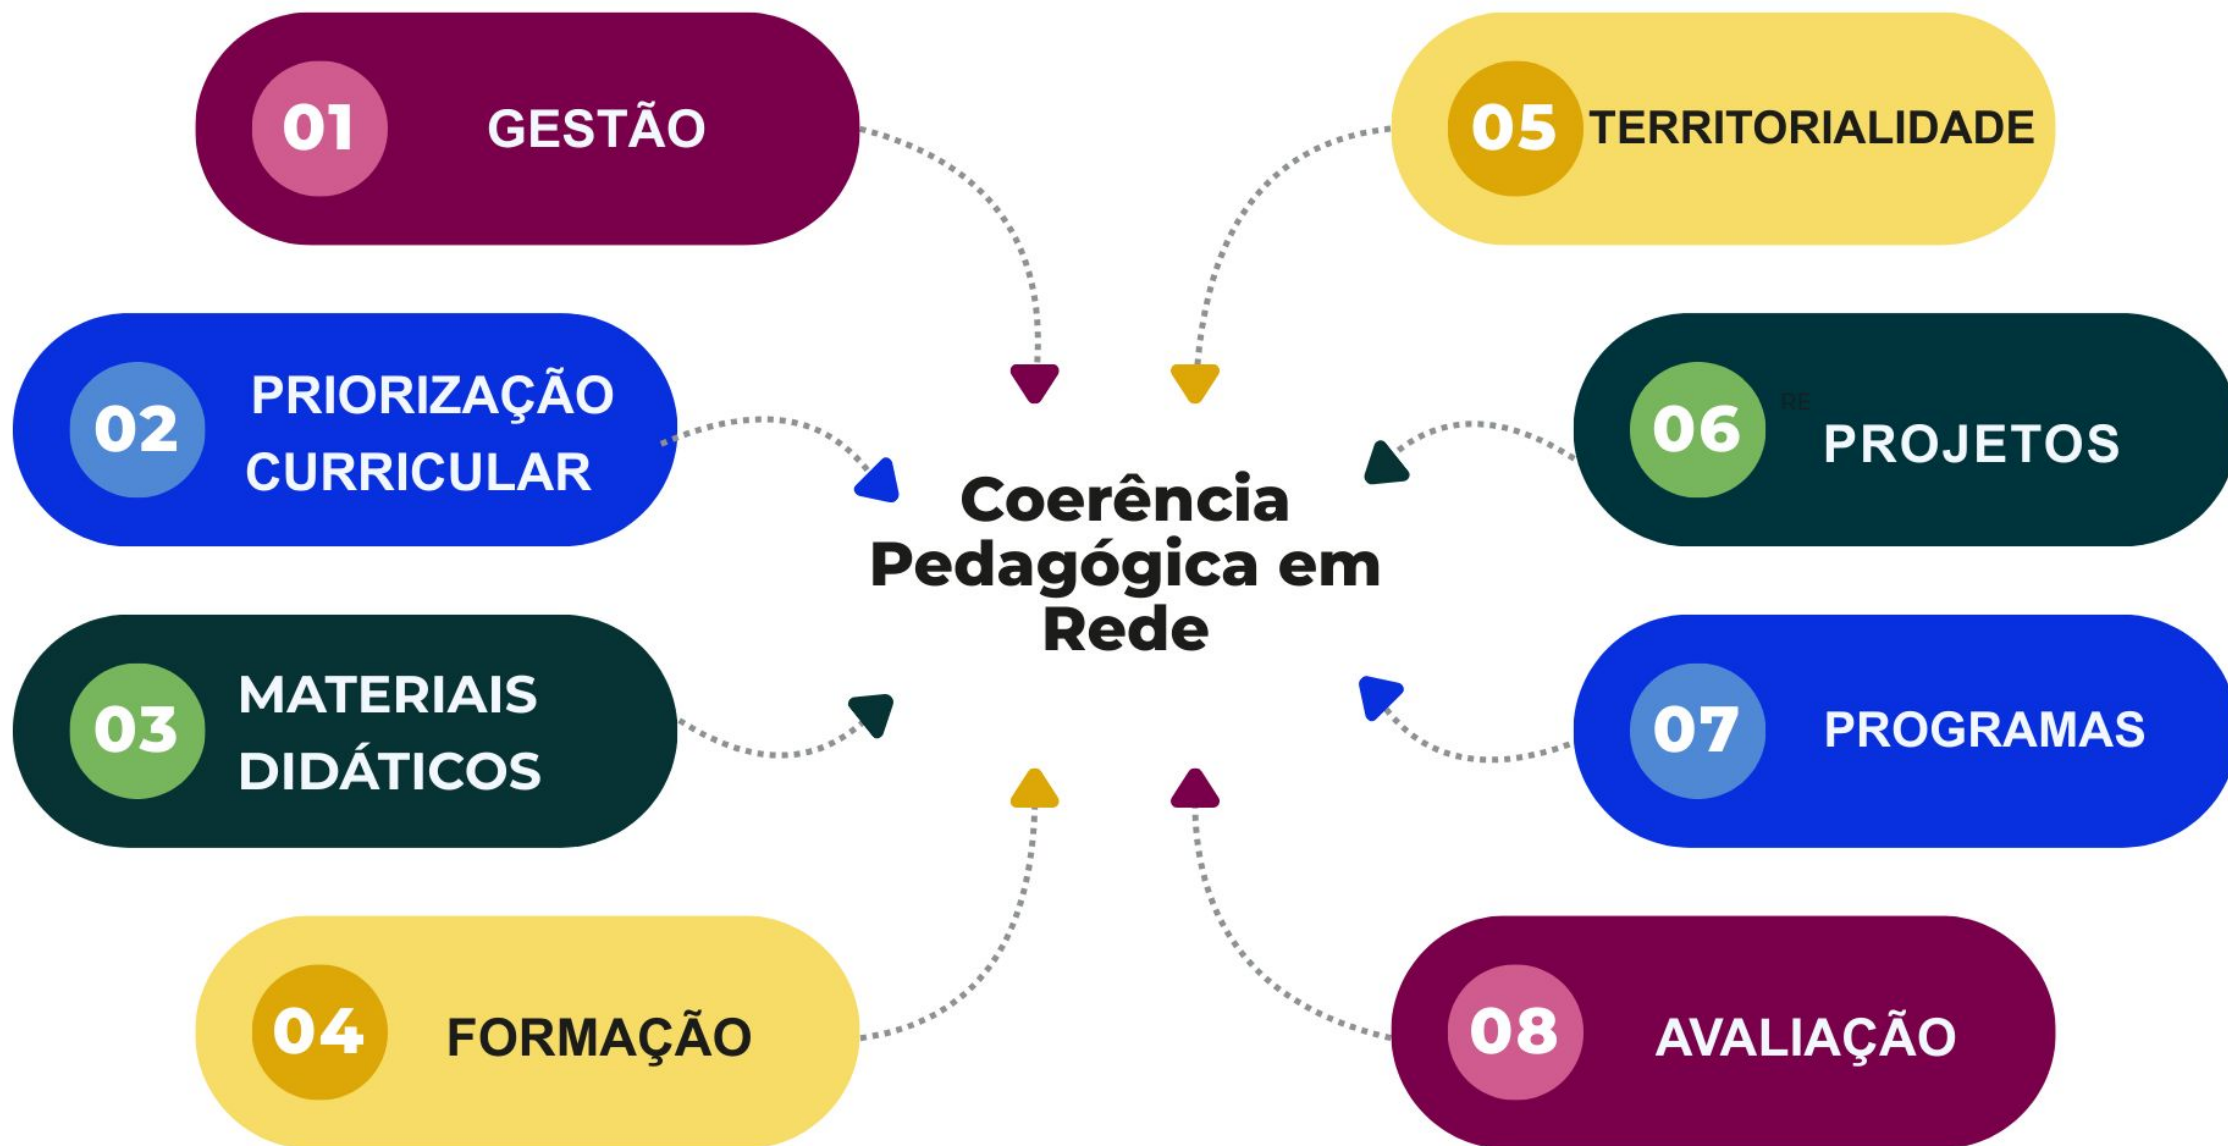 01
GESTÃO
02
PRIORIZAÇÃO
CURRICULAR
03
MATERIAIS
DIDÁTICOS
04
FORMAÇÃO
Coerência
Pedagógica em
Rede
05
TERRITORIALIDADE
06
RE
PROJETOS
07
PROGRAMAS
08
AVALIAÇÃO